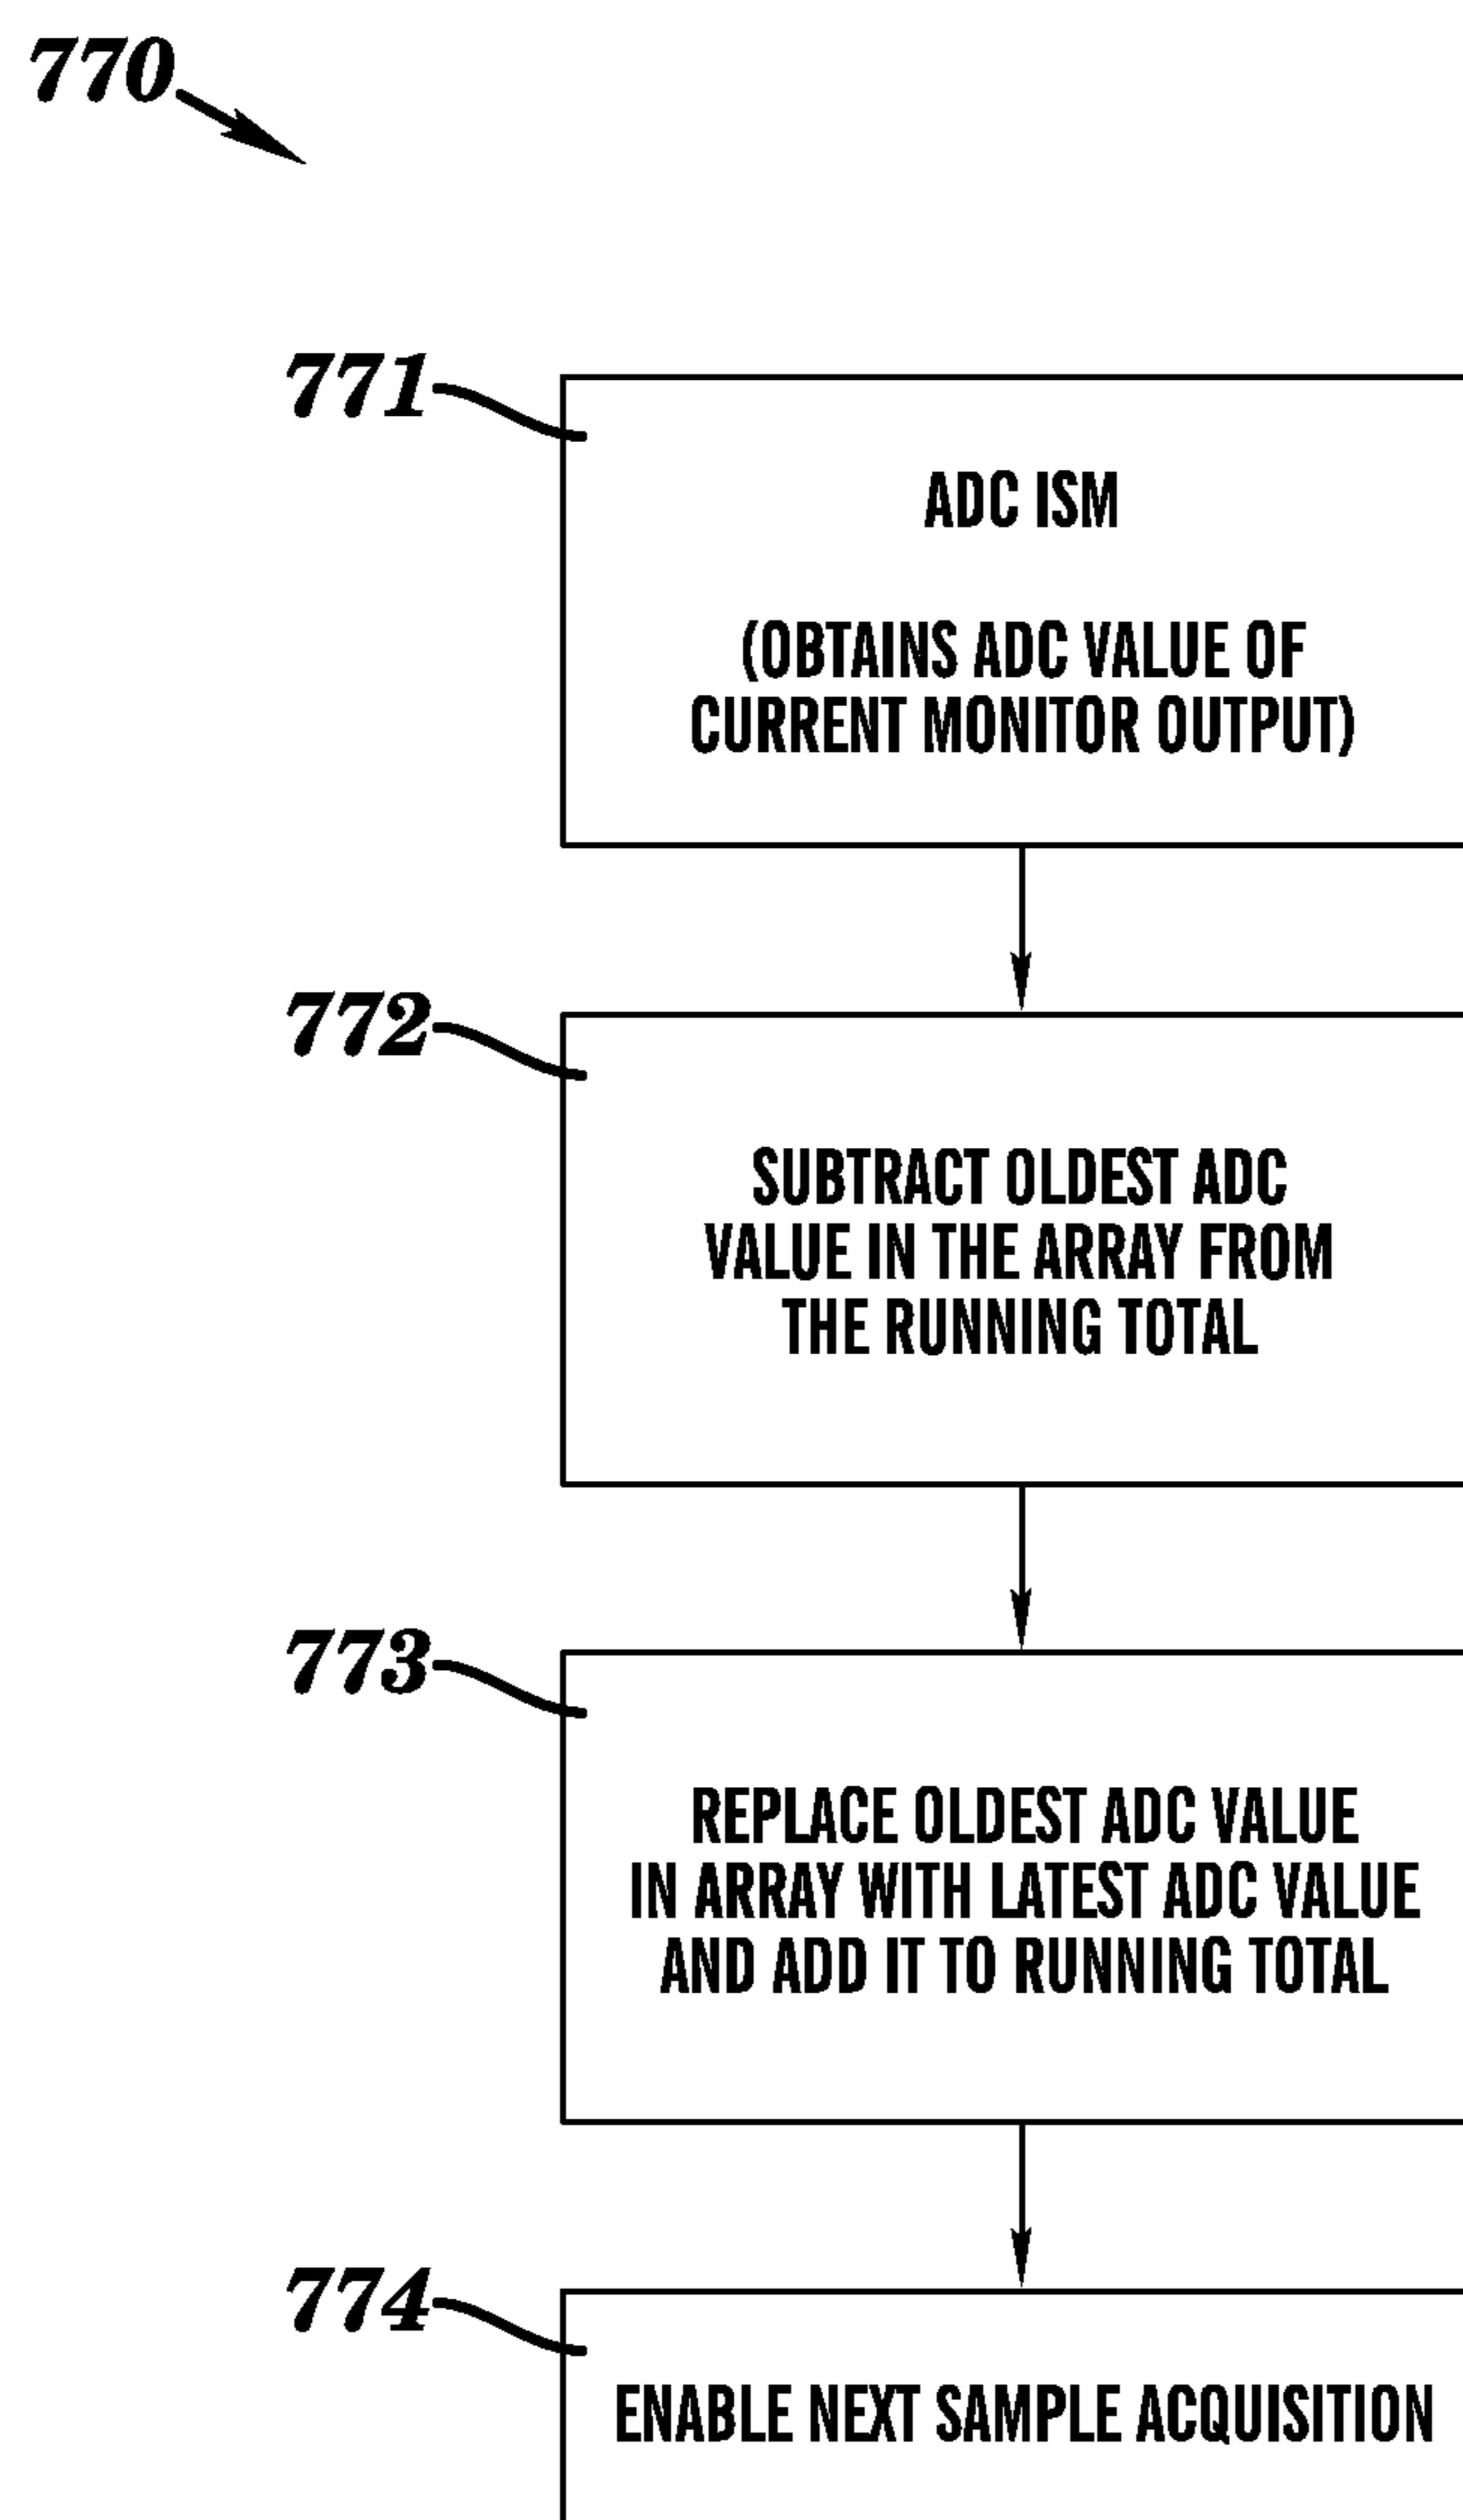 770
771
ADC ISM
(OBTAINS ADC VALUE OF
CURRENT MONITOR OUTPUT)
772
SUBTRACT OLDEST ADC
VALUE IN THE ARRAY FROM
THE RUNNING TOTAL
773
REPLACE OLDEST ADC VALUE
IN ARRAY WITH LATEST ADC VALUE
AND ADD IT TO RUNNING TOTAL
774
ENABLE NEXT SAMPLE ACQUISITION